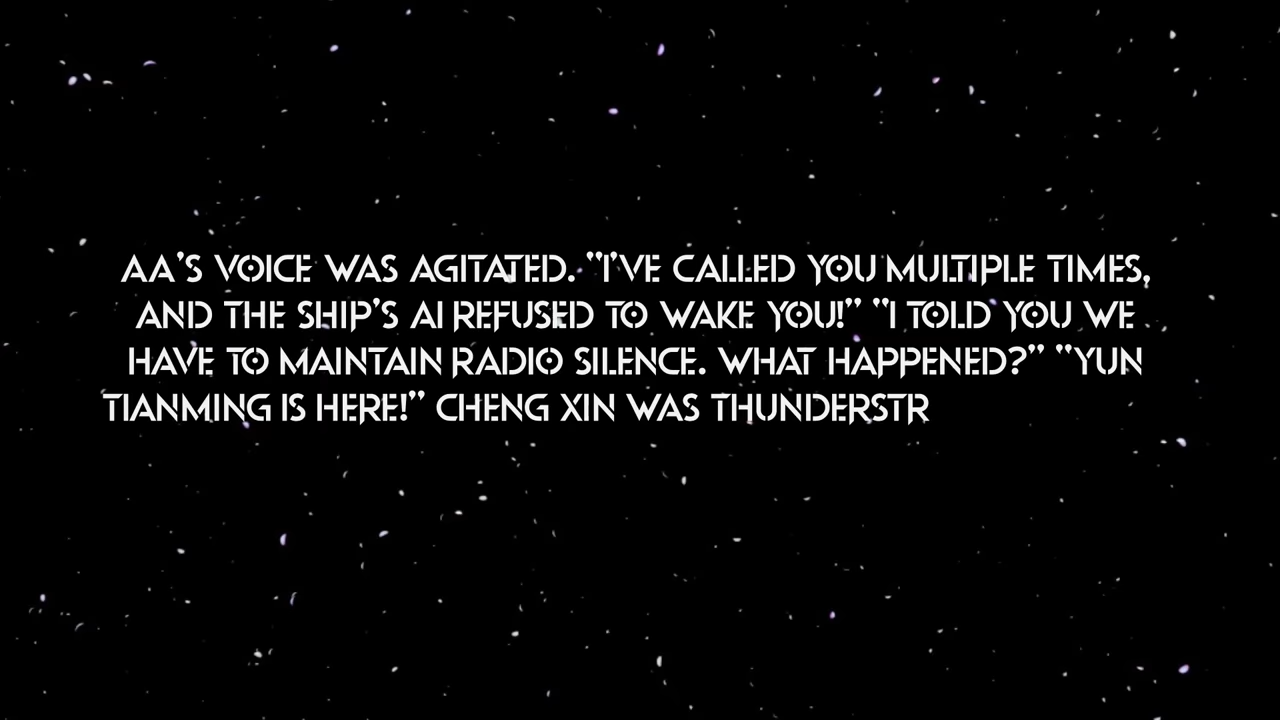 AA'S VOICE WAS AGITATED. "I'VE CALLED YOU MULTIPLE TIMES,
AND THE SHIP'S AI REFUSED TO WAKE YOU!" "I TOLD YOU WE
HAVE TO MAINTAIN RADIO SILENCE. WHAT HAPPENED?" "YUN
TIANMING IS HERE!" CHENG XIN WAS THUNDERSTR